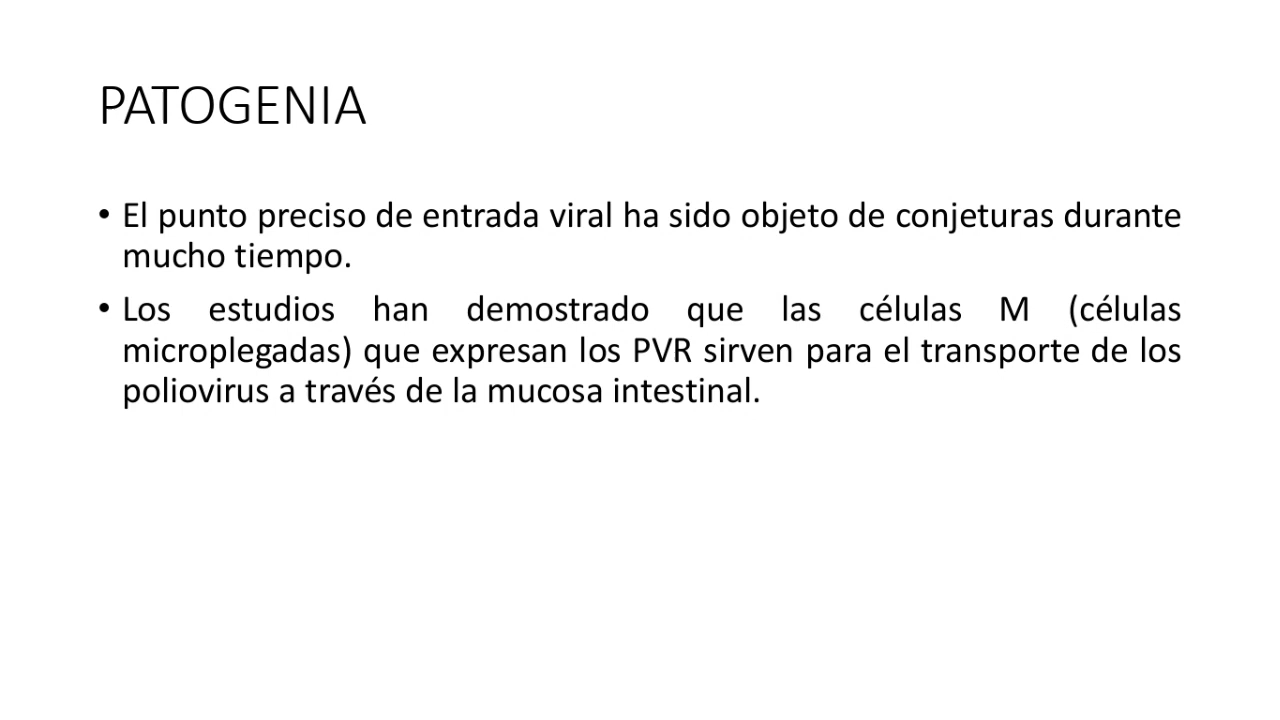 PATOGENIA
• El punto preciso de entrada viral ha sido objeto de conjeturas durante
mucho tiempo.
• Los estudios han demostrado que las células M (células
microplegadas) que expresan los PVR sirven para el transporte de los
poliovirus a través de la mucosa intestinal.